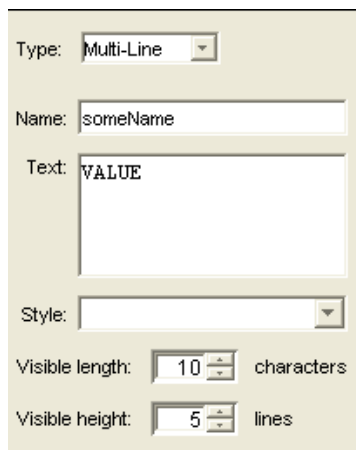 Type: Multi-Line
Name: someName
Text: VALUE
Style:
Visible length: 10 characters
Visible height: 5 lines